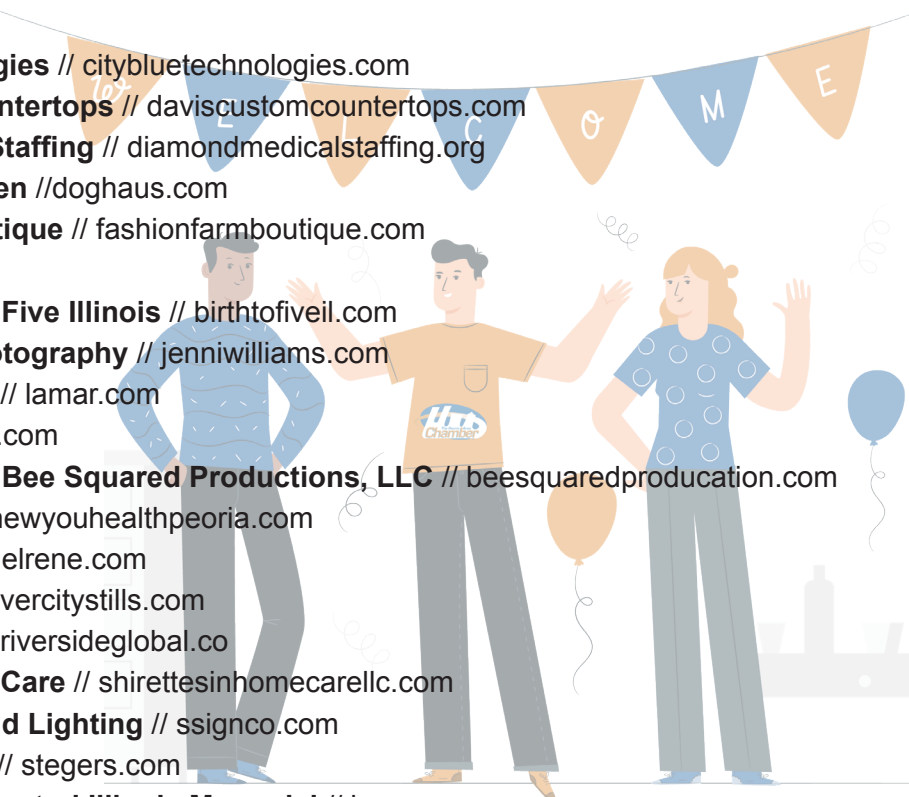 WELCOME
gies // citybluetechnologies.com
ntertops // daviscustomcountertops.com
Staffing // diamondmedicalstaffing.org
en //doghaus.com
tique // fashionfarmboutique.com
Five Illinois // birthtofiveil.com
otography // jenniwilliams.com
// lamar.com
.com
Chamber
Bee Squared Productions, LLC // beesquaredproducation.com
newyouhealthpeoria.com
elrene.com
vercitystills.com
riversideglobal.co
Care // shirettesinhomecarellc.com
d Lighting // ssignco.com
// stegers.com